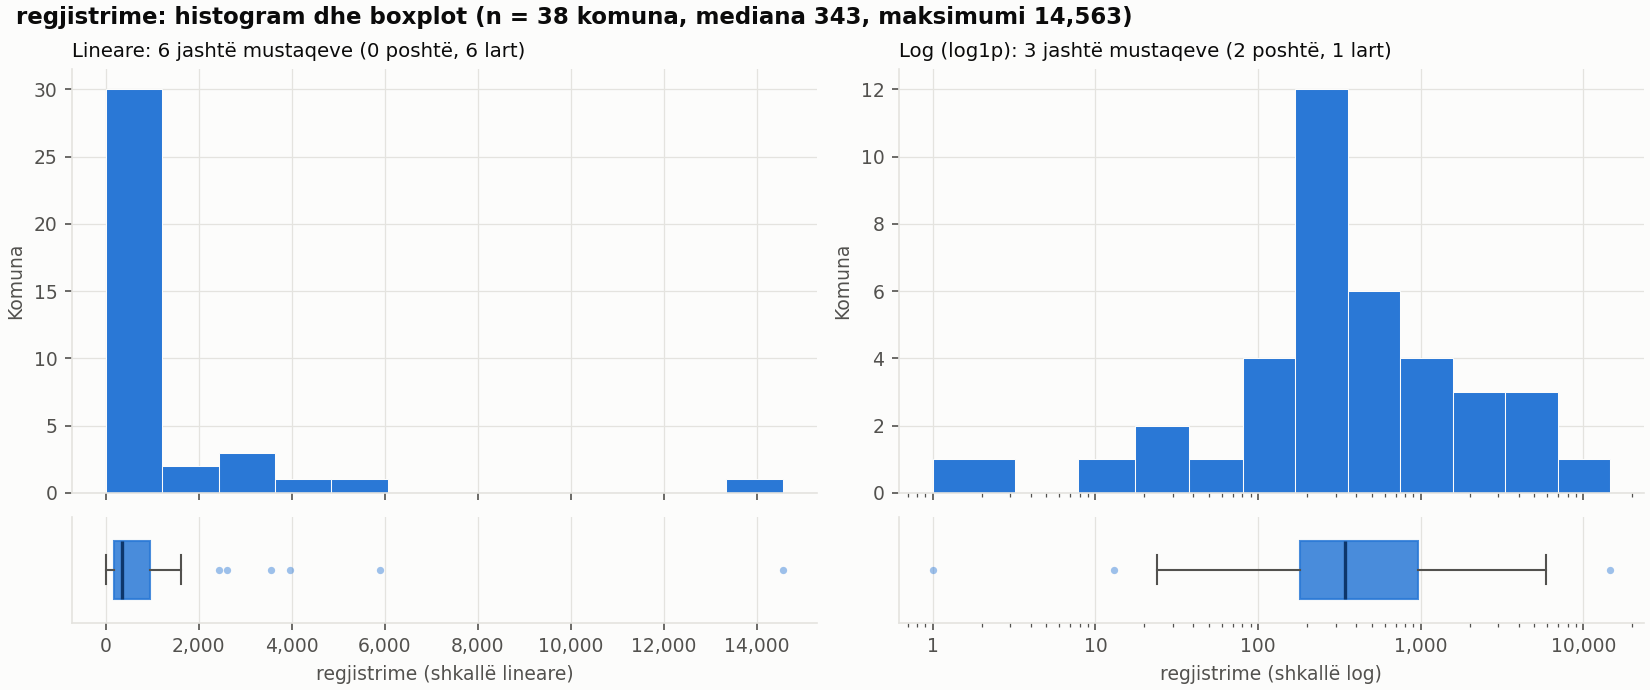 regjistrime: histogram dhe boxplot (n = 38 komuna, mediana 343, maksimumi 14,563)
Lineare: 6 jashtë mustaqeve (0 poshtë, 6 lart)
Komuna
30
25
20
15
10
5
0
0 2,000 4,000 6,000 8,000 10,000 12,000 14,000
regjistrime (shkallë lineare)
Log (log1p): 3 jashtë mustaqeve (2 poshtë, 1 lart)
Komuna
12
10
8
6
4
2
0
1 10 100 1,000 10,000
regjistrime (shkallë log)